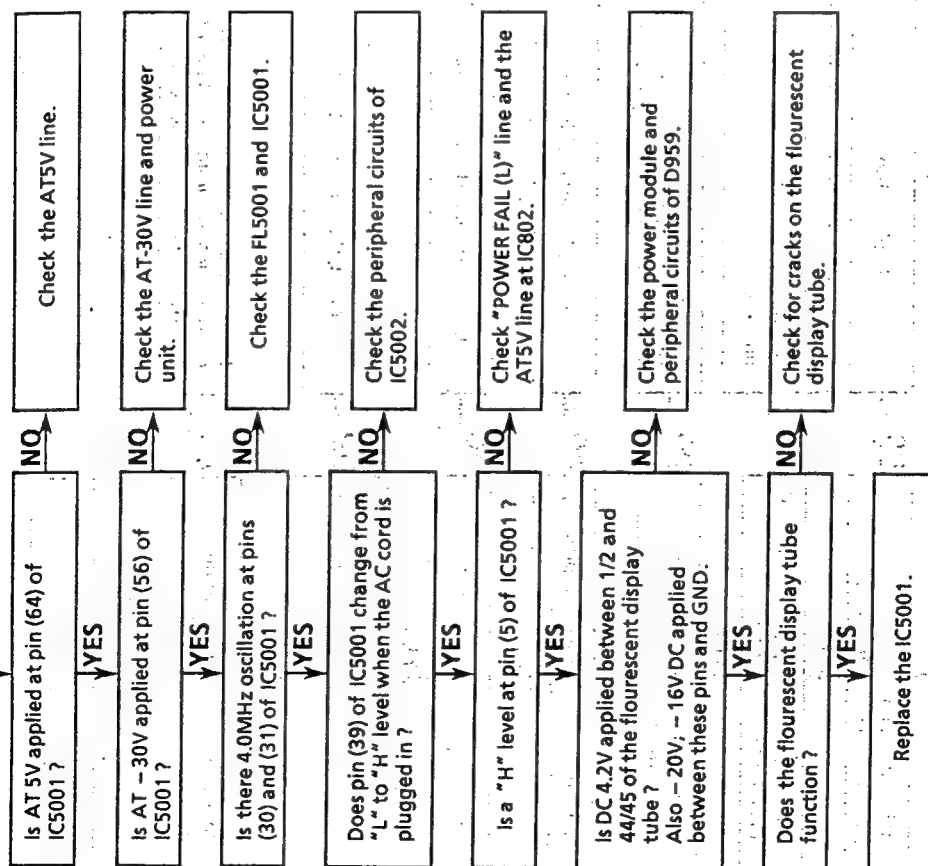 Is AT 5V applied at pin (64) of
IC5001 ?
NO
Check the AT5V line.
YES
Is AT – 30V applied at pin (56) of
IC5001 ?
NO
Check the AT-30V line and power
unit.
YES
Is there 4.0MHz oscillation at pins
(30) and (31) of IC5001 ?
NO
Check the FL5001 and IC5001.
YES
Does pin (39) of IC5001 change from
"L" to "H" level when the AC cord is
plugged in ?
NO
Check the peripheral circuits of
IC5002.
YES
Is a "H" level at pin (5) of IC5001 ?
NO
Check "POWER FAIL (L)" line and the
AT5V line at IC802.
YES
Is DC 4.2V applied between 1/2 and
44/45 of the flourescent display
tube ?
Also – 20V; – 16V DC applied
between these pins and GND.
NO
Check the power module and
peripheral circuits of D959.
YES
Does the flourescent display tube
function ?
NO
Check for cracks on the flourescent
display tube.
YES
Replace the IC5001.